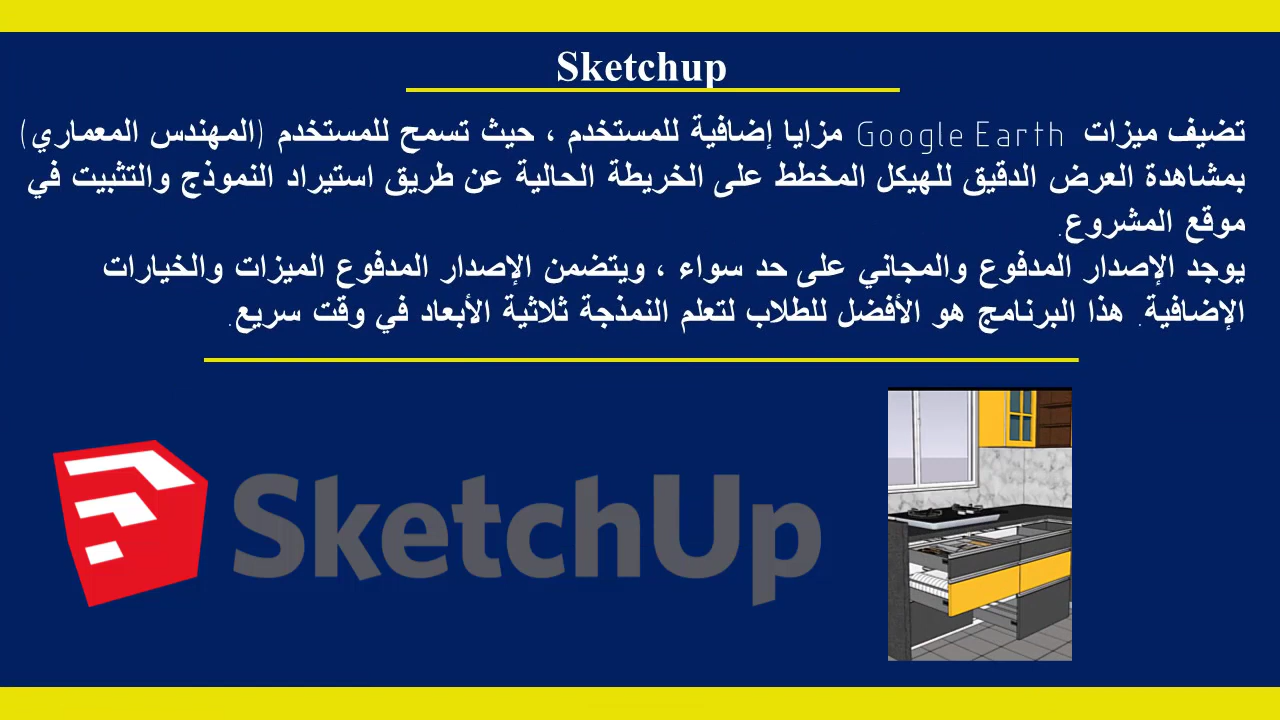 Sketchup
تضيف ميزات Google Earth مزايا إضافية للمستخدم ، حيث تسمح للمستخدم (المهندس المعماري)
بمشاهدة العرض الدقيق للهيكل المخطط على الخريطة الحالية عن طريق استيراد النموذج والتثبيت في
موقع المشروع.
يوجد الإصدار المدفوع والمجاني على حد سواء ، ويتضمن الإصدار المدفوع الميزات والخيارات
الإضافية. هذا البرنامج هو الأفضل للطلاب لتعلم النمذجة ثلاثية الأبعاد في وقت سريع.
SketchUp